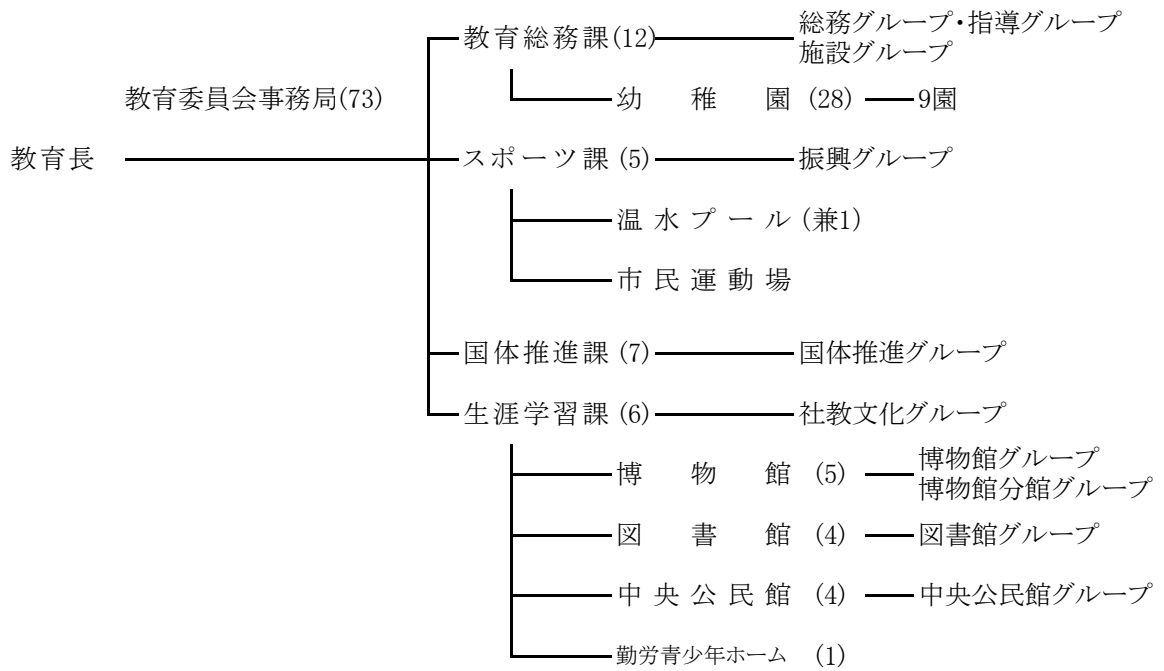 教育総務課(12)
総務グループ・指導グループ
施設グループ
教育委員会事務局(73)
幼稚園 (28)
9園
教育長
スポーツ課 (5)
振興グループ
温水プール (兼1)
市民運動場
国体推進課 (7)
国体推進グループ
生涯学習課 (6)
社教文化グループ
博物館 (5)
博物館グループ
博物館分館グループ
図書館 (4)
図書館グループ
中央公民館 (4)
中央公民館グループ
勤労青少年ホーム (1)